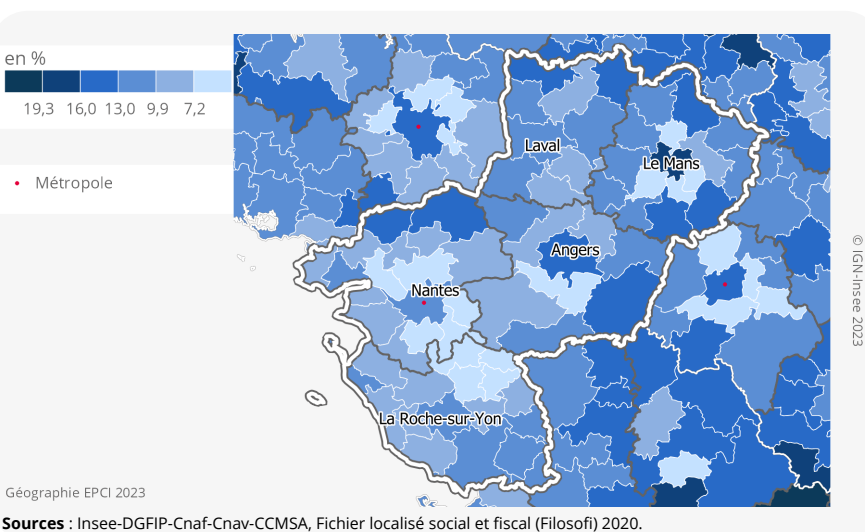 en %
19,3 16,0 13,0 9,9 7,2
Métropole
Laval
Le Mans
Angers
Nantes
La Roche-sur-Yon
© IGN-Insee 2023
Géographie EPCI 2023
Sources : Insee-DGFIP-Cnaf-Cnav-CCMSA, Fichier localisé social et fiscal (Filosofi) 2020.